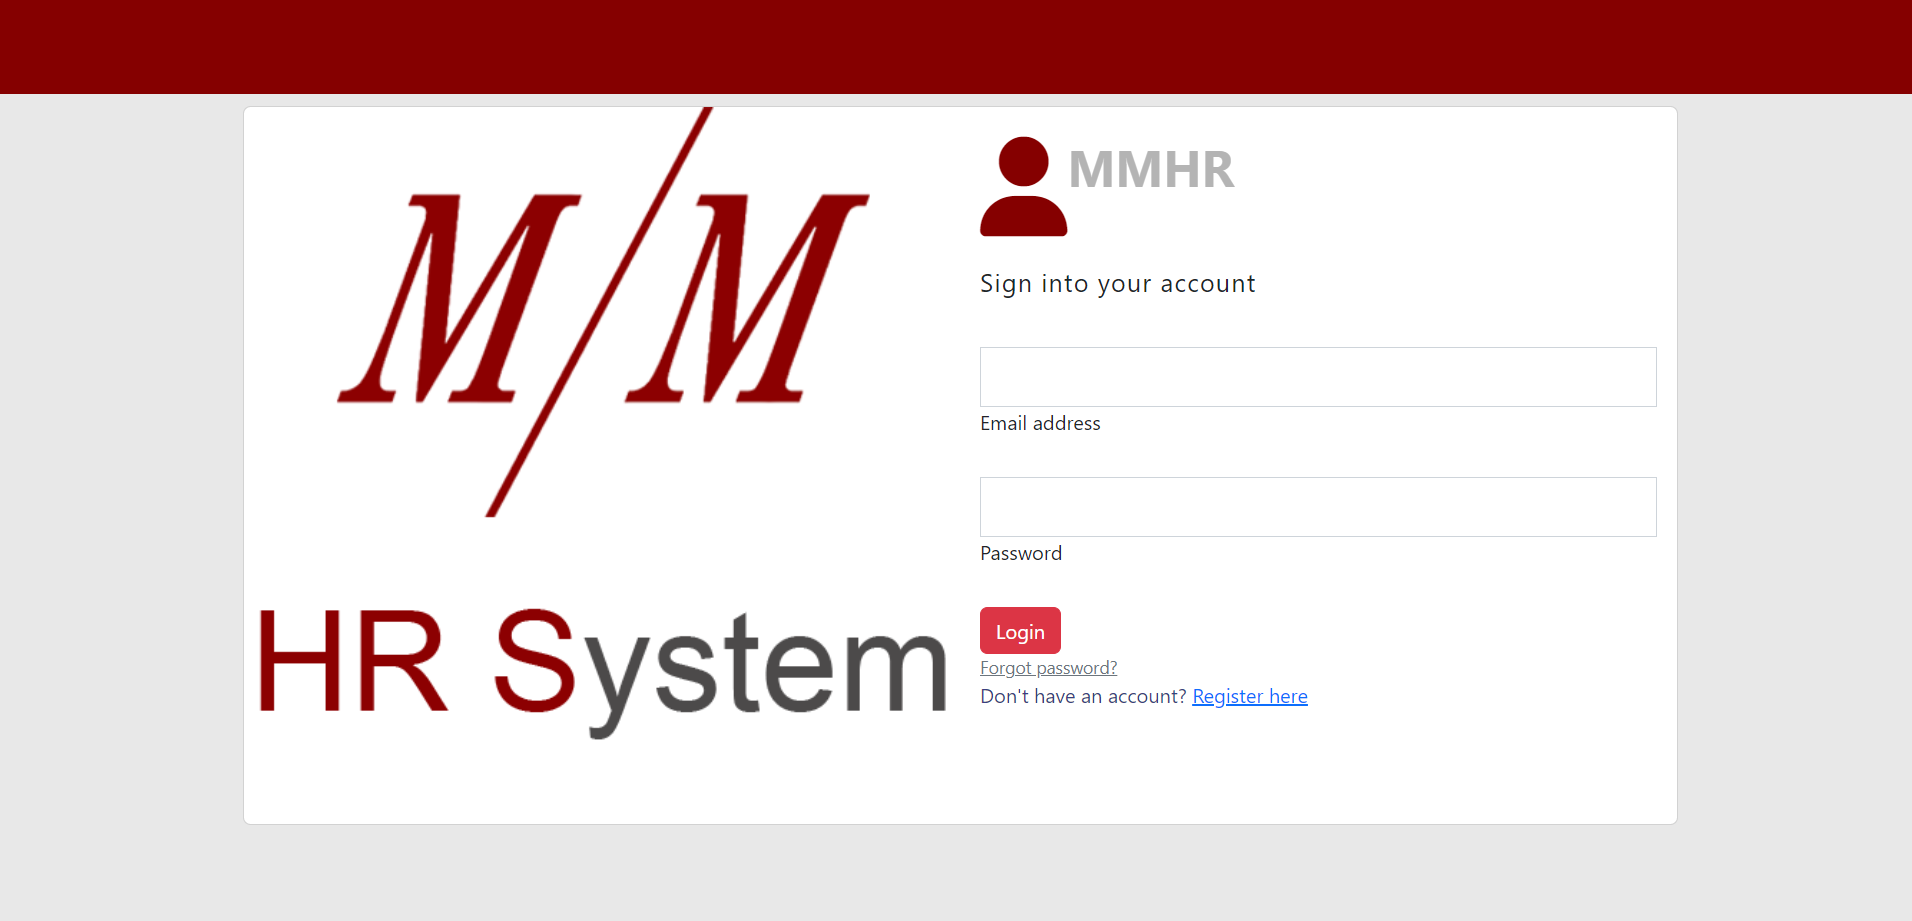 M/M
HR System
MMHR
Sign into your account
Email address
Password
Login
Forgot password?
Don't have an account? Register here